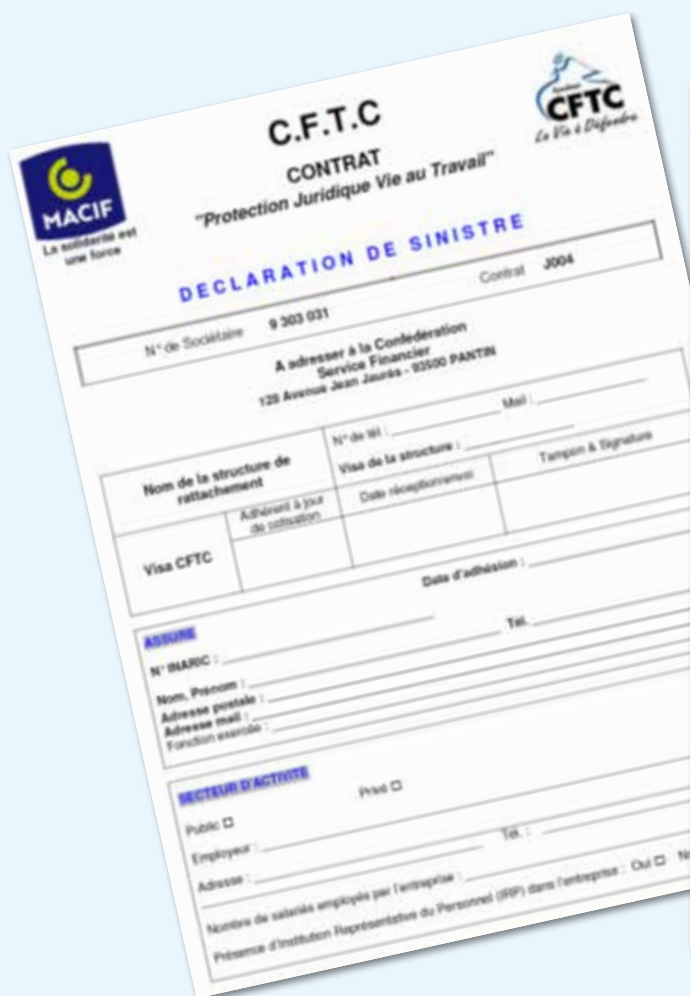 C.F.T.C
CFTC
La Vie à Défendre
MACIF
La solidarité est
une force
CONTRAT
"Protection Juridique Vie au Travail"
DECLARATION DE SINISTRE
N° de Sociétaire 9 303 031 Contrat J004
A adresser à la Confédération
Service Financier
128 Avenue Jean Jaurès - 93500 PANTIN
Nom de la structure de
rattachement
N° de tél : Mail :
Visa de la structure :
Visa CFTC
Adhérent à jour
de cotisation
Date réception/envoi
Tampon & Signature
Date d'adhésion :
ASSURE
N° INARIC :
Nom, Prénom : Tél.
Adresse postale :
Adresse mail :
Fonction exercée :
SECTEUR D'ACTIVITE
Public ☐ Privé ☐
Employeur :
Adresse : Tél. :
Nombre de salariés employés par l'entreprise :
Présence d'Institution Représentative du Personnel (IRP) dans l'entreprise : Oui ☐ N